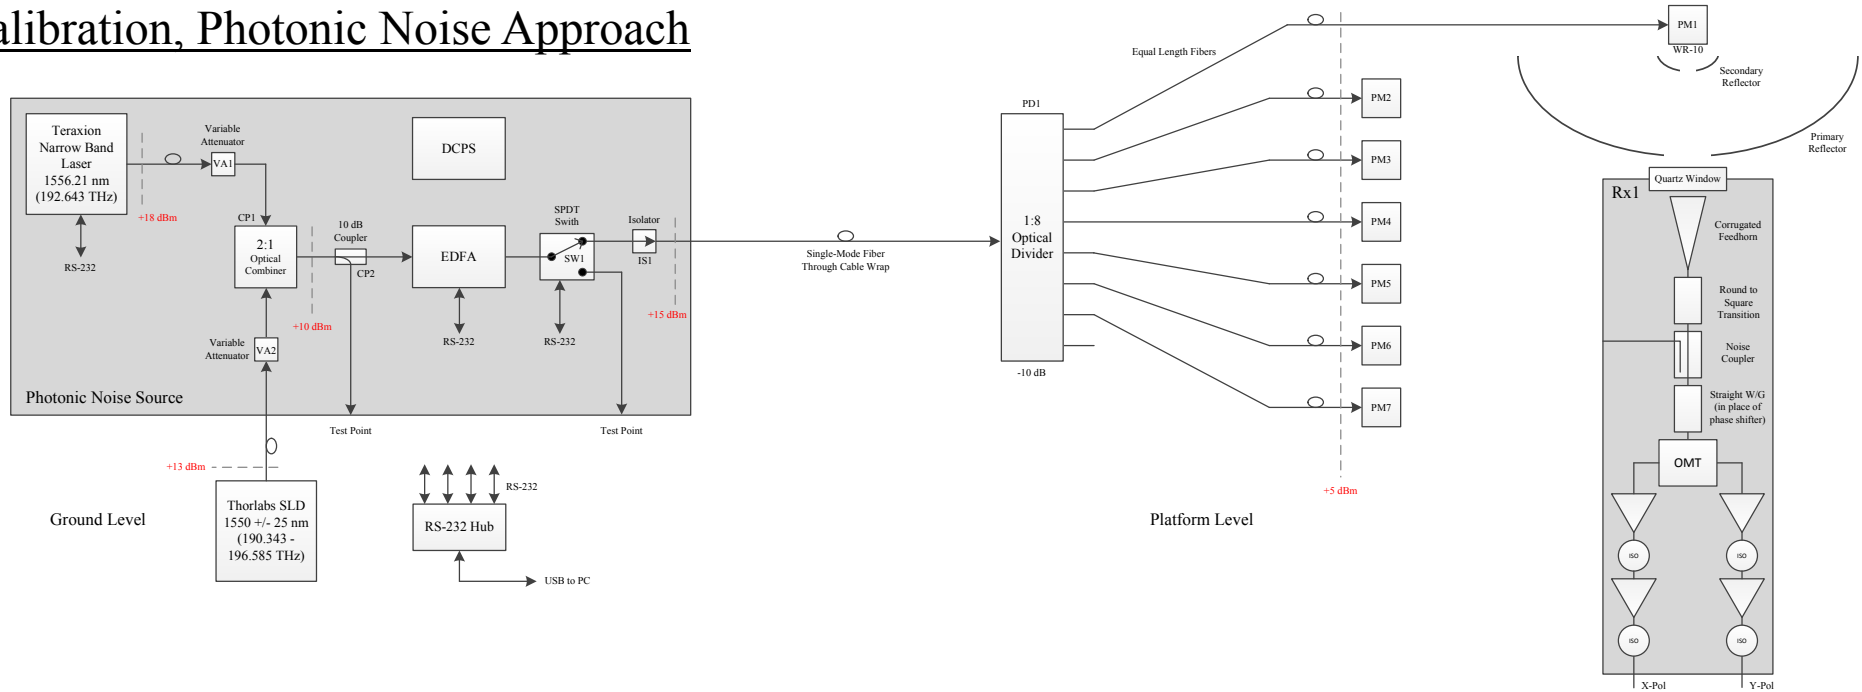 alibration, Photonic Noise Approach
Teraxion
Narrow Band
Laser
1556.21 nm
(192.643 THz)
RS-232
+18 dBm
Variable
Attenuator
VA1
CP1
2:1
Optical
Combiner
+10 dBm
10 dB
Coupler
CP2
DCPS
EDFA
RS-232
SPDT
Swith
SW1
RS-232
Isolator
IS1
+15 dBm
Variable
Attenuator
VA2
Photonic Noise Source
Test Point
Test Point
+13 dBm
Thorlabs SLD
1550 +/- 25 nm
(190.343 -
196.585 THz)
Ground Level
RS-232
RS-232 Hub
USB to PC
Single-Mode Fiber
Through Cable Wrap
PD1
1:8
Optical
Divider
-10 dB
Equal Length Fibers
PM1
WR-10
PM2
PM3
PM4
PM5
PM6
PM7
+5 dBm
Platform Level
Secondary
Reflector
Primary
Reflector
Quartz Window
Rx1
Corrugated
Feedhorn
Round to
Square
Transition
Noise
Coupler
Straight W/G
(in place of
phase shifter)
OMT
ISO
ISO
ISO
ISO
X-Pol
Y-Pol